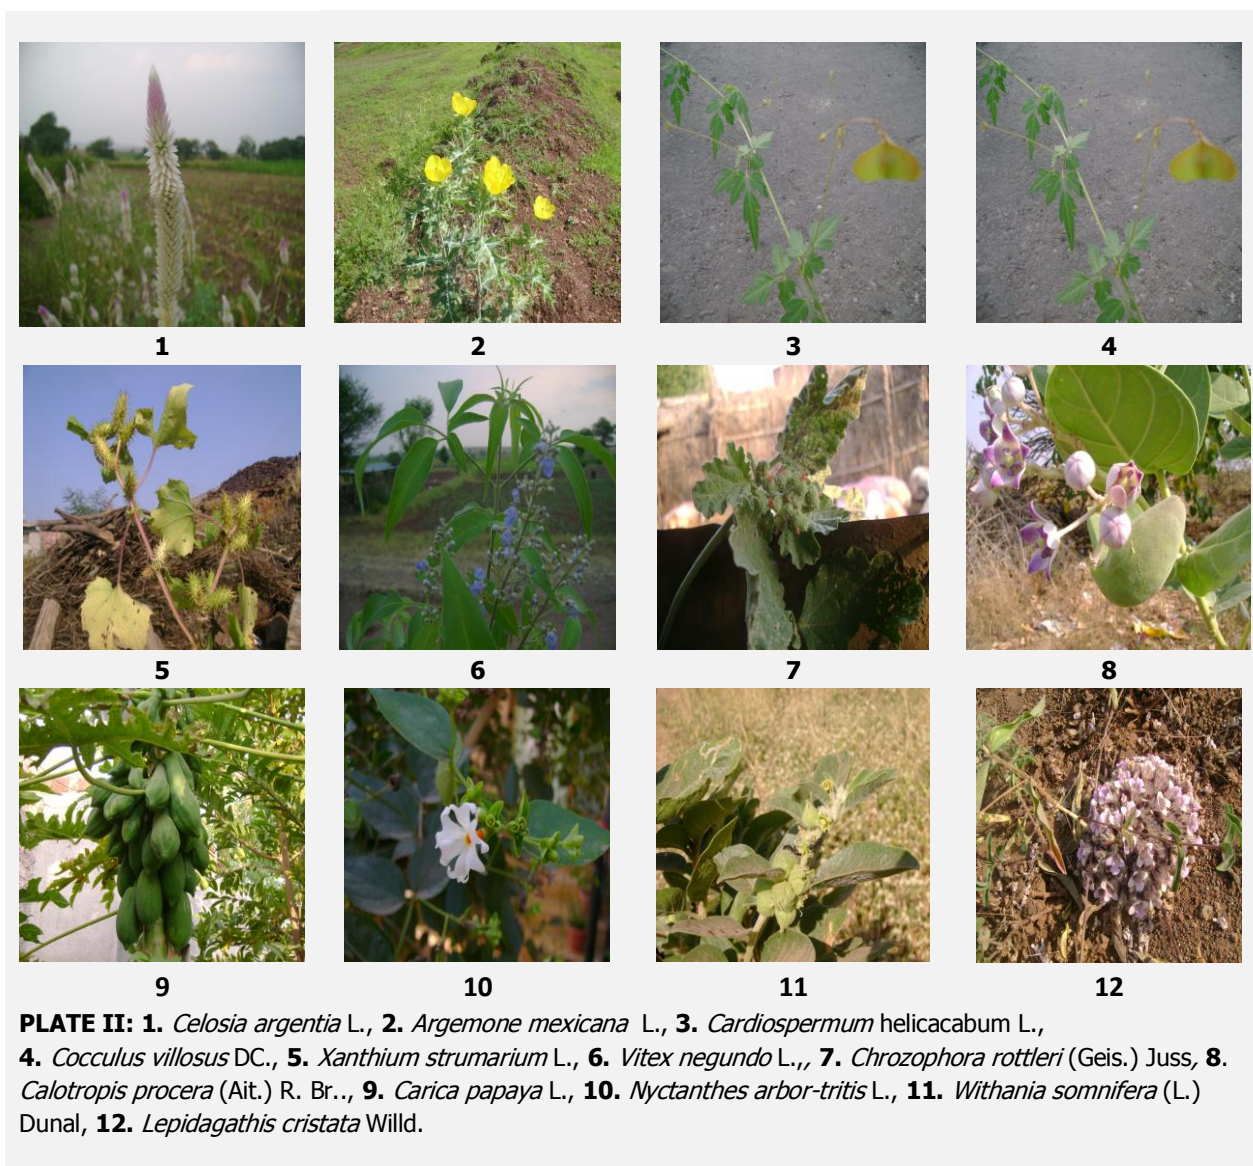 1 2 3 4
5 6 7 8
9 10 11 12
PLATE II: 1. Celosia argentia L., 2. Argemone mexicana L., 3. Cardiospermum helicacabum L.,
4. Cocculus villosus DC., 5. Xanthium strumarium L., 6. Vitex negundo L.,, 7. Chrozophora rottleri (Geis.) Juss, 8.
Calotropis procera (Ait.) R. Br.., 9. Carica papaya L., 10. Nyctanthes arbor-tritis L., 11. Withania somnifera (L.)
Dunal, 12. Lepidagathis cristata Willd.